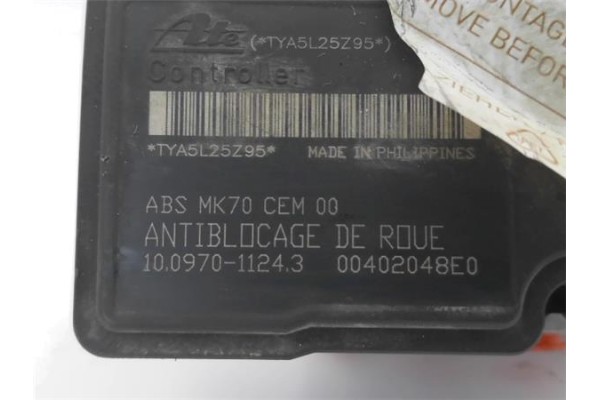 Ate (*TYA5L25Z95*)
Controller
*TYA5L25Z95* MADE IN PHILIPPINES
ABS MK70 CEM 00
ANTIBLOCAGE DE ROUE
10.0970-1124.3 00402048E0
MOVE BEFOR